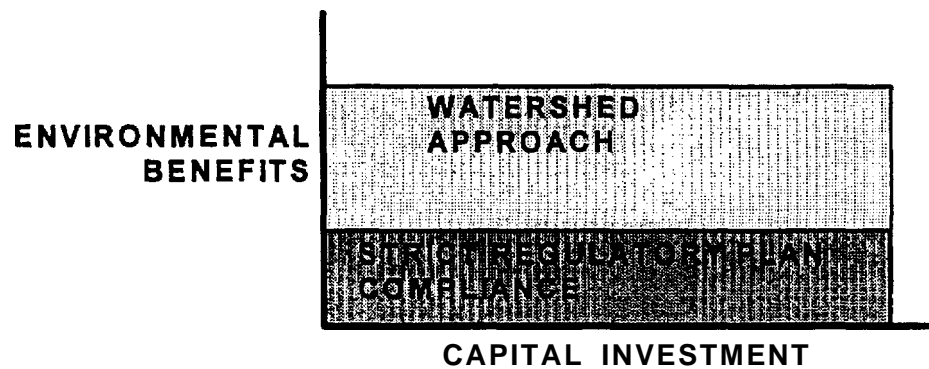 WATERSHED
APPROACH
ENVIRONMENTAL
BENEFITS
STRICT REGULATORY PLAN
COMPLIANCE
CAPITAL INVESTMENT